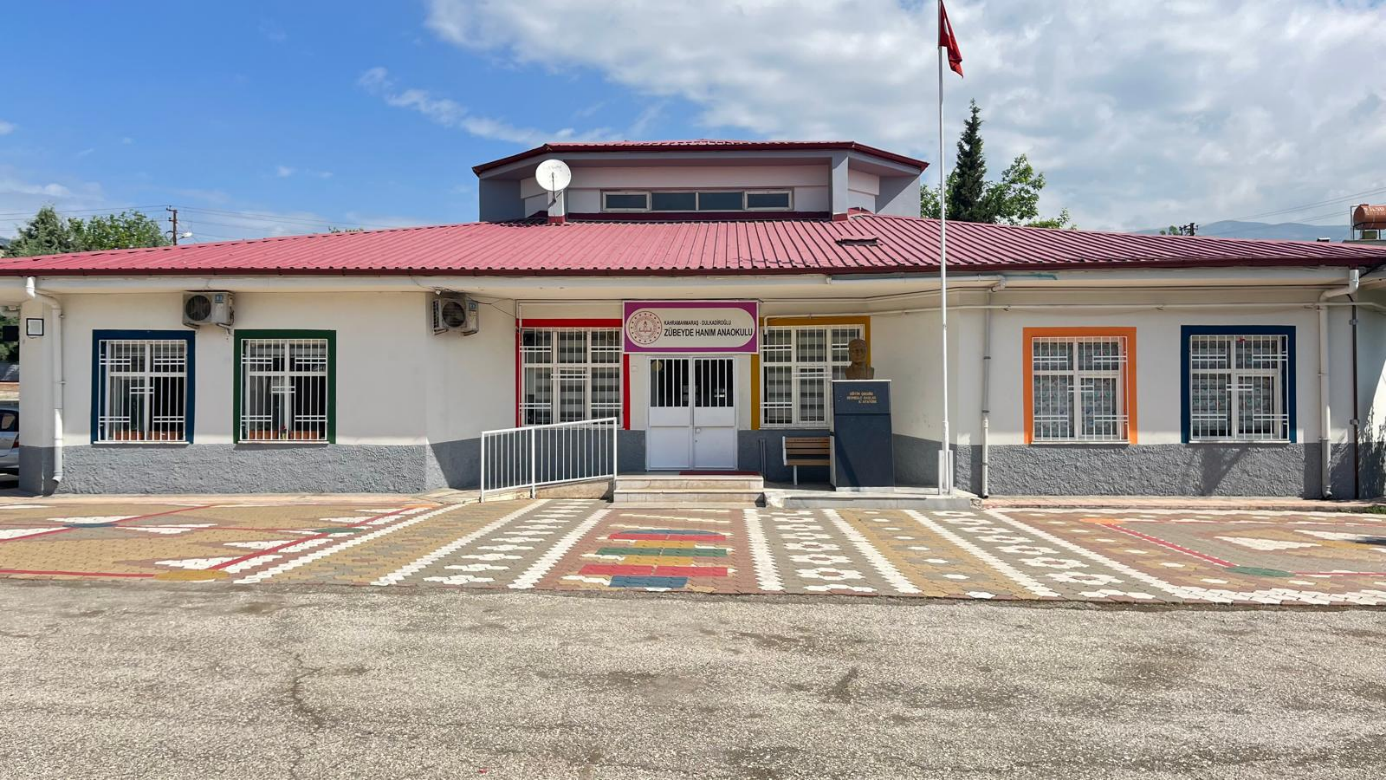 KAHRAMANMARAŞ - DULKADİROĞLU
ZÜBEYDE HANIM ANAOKULU